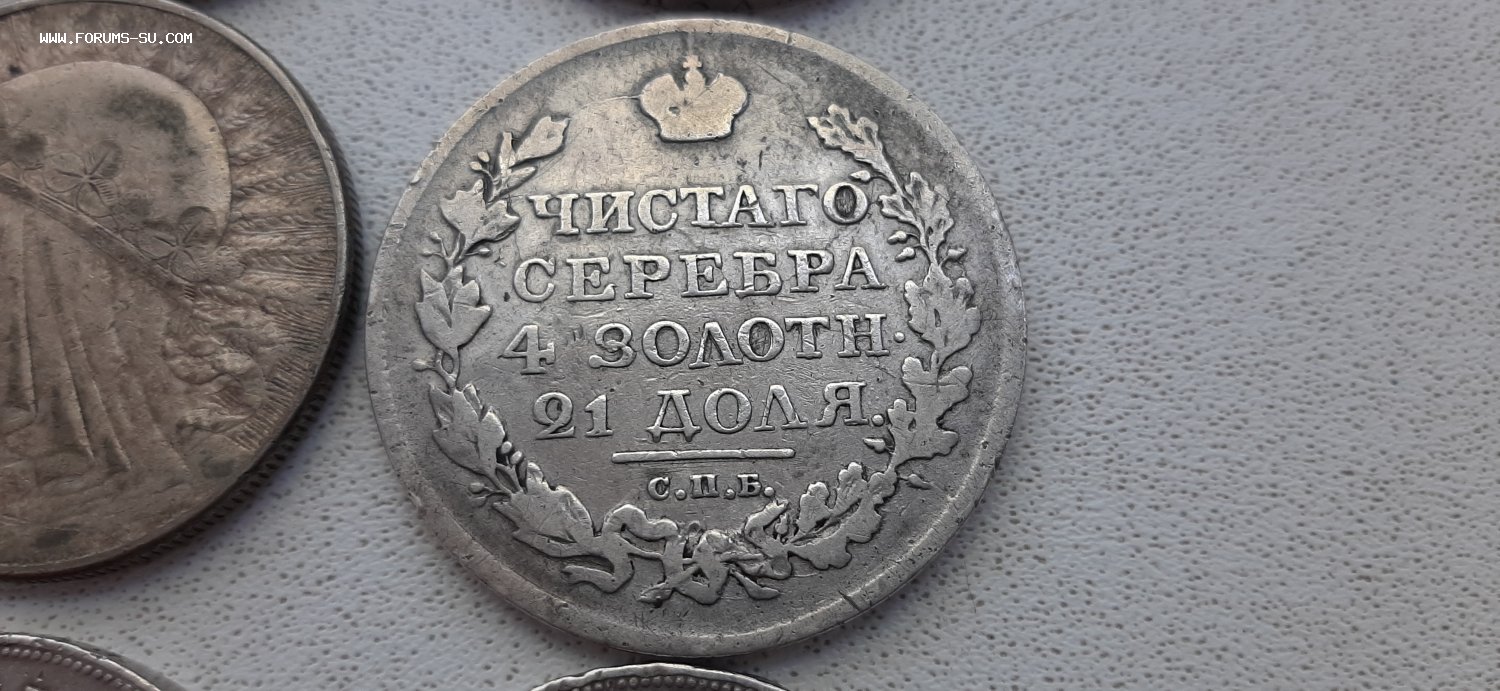 WWW.FORUMS-SU.COM
ЧИСТАГО
СЕРЕБРА
4 ЗОЛОТН.
21 ДОЛЯ.
С.П.Б.